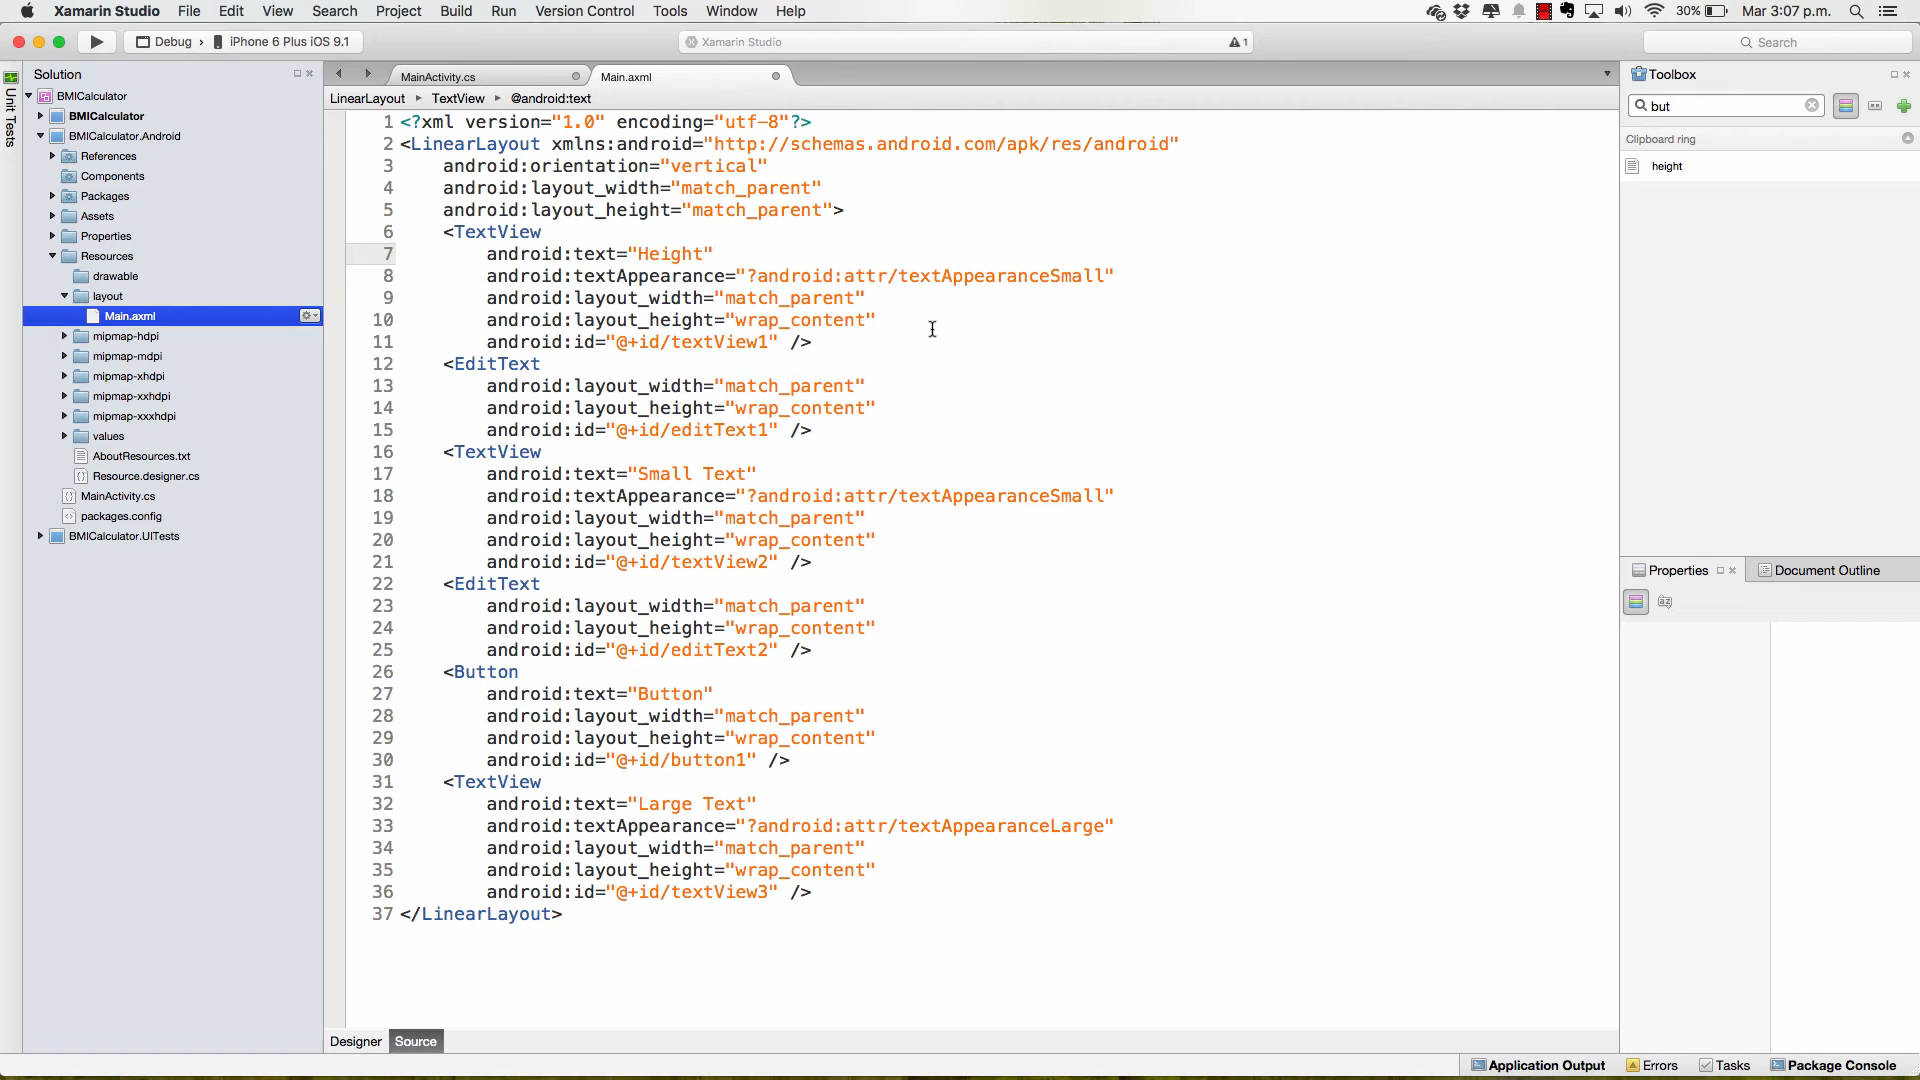 Xamarin Studio File Edit View Search Project Build Run Version Control Tools Window Help 30% Mar 3:07 p.m.
Debug iPhone 6 Plus iOS 9.1 Xamarin Studio 1 Search
Unit Tests
Solution
BMICalculator
BMICalculator
BMICalculator.Android
References
Components
Packages
Assets
Properties
Resources
drawable
layout
Main.axml
mipmap-hdpi
mipmap-mdpi
mipmap-xhdpi
mipmap-xxhdpi
mipmap-xxxhdpi
values
AboutResources.txt
Resource.designer.cs
MainActivity.cs
packages.config
BMICalculator.UITests
MainActivity.cs Main.axml
LinearLayout TextView @android:text
1 <?xml version="1.0" encoding="utf-8"?>
2 <LinearLayout xmlns:android="http://schemas.android.com/apk/res/android"
3 android:orientation="vertical"
4 android:layout_width="match_parent"
5 android:layout_height="match_parent">
6 <TextView
7 android:text="Height"
8 android:textAppearance="?android:attr/textAppearanceSmall"
9 android:layout_width="match_parent"
10 android:layout_height="wrap_content"
11 android:id="@+id/textView1" />
12 <EditText
13 android:layout_width="match_parent"
14 android:layout_height="wrap_content"
15 android:id="@+id/editText1" />
16 <TextView
17 android:text="Small Text"
18 android:textAppearance="?android:attr/textAppearanceSmall"
19 android:layout_width="match_parent"
20 android:layout_height="wrap_content"
21 android:id="@+id/textView2" />
22 <EditText
23 android:layout_width="match_parent"
24 android:layout_height="wrap_content"
25 android:id="@+id/editText2" />
26 <Button
27 android:text="Button"
28 android:layout_width="match_parent"
29 android:layout_height="wrap_content"
30 android:id="@+id/button1" />
31 <TextView
32 android:text="Large Text"
33 android:textAppearance="?android:attr/textAppearanceLarge"
34 android:layout_width="match_parent"
35 android:layout_height="wrap_content"
36 android:id="@+id/textView3" />
37 </LinearLayout>
Designer Source
Toolbox
but
Clipboard ring
height
Properties Document Outline
Application Output Errors Tasks Package Console